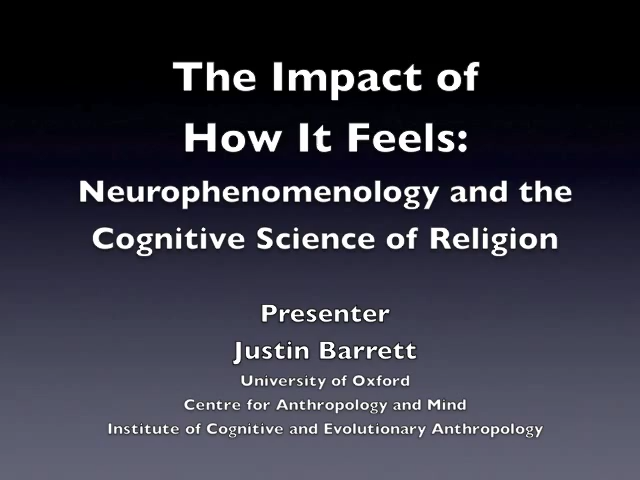 The Impact of
How It Feels:
Neurophenomenology and the
Cognitive Science of Religion
Presenter
Justin Barrett
University of Oxford
Centre for Anthropology and Mind
Institute of Cognitive and Evolutionary Anthropology